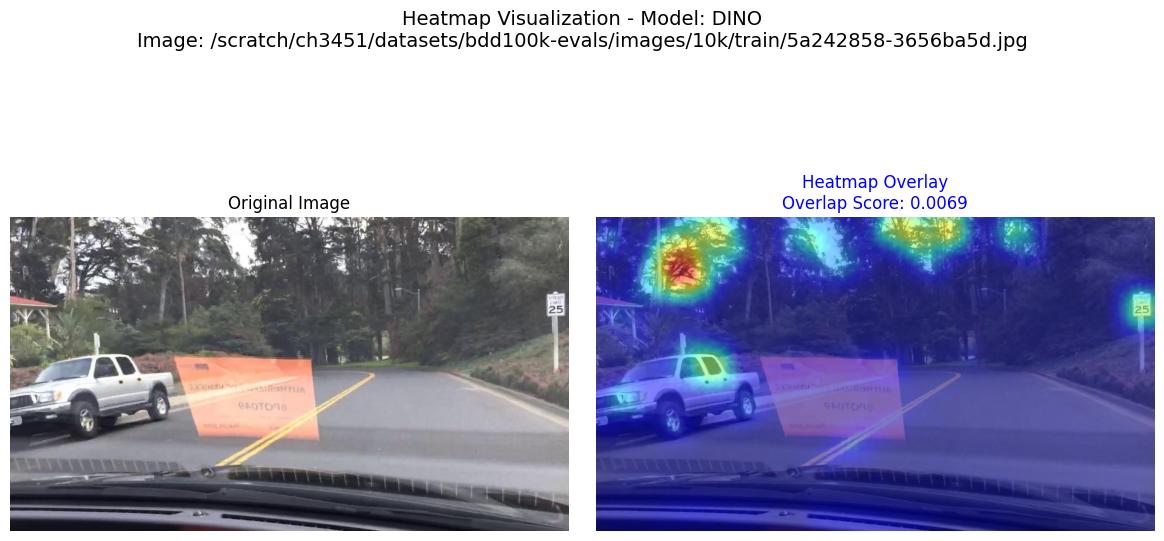 Heatmap Visualization - Model: DINO
Image: /scratch/ch3451/datasets/bdd100k-evals/images/10k/train/5a242858-3656ba5d.jpg
Original Image
Heatmap Overlay
Overlap Score: 0.0069
25
25
AUTHORIZED